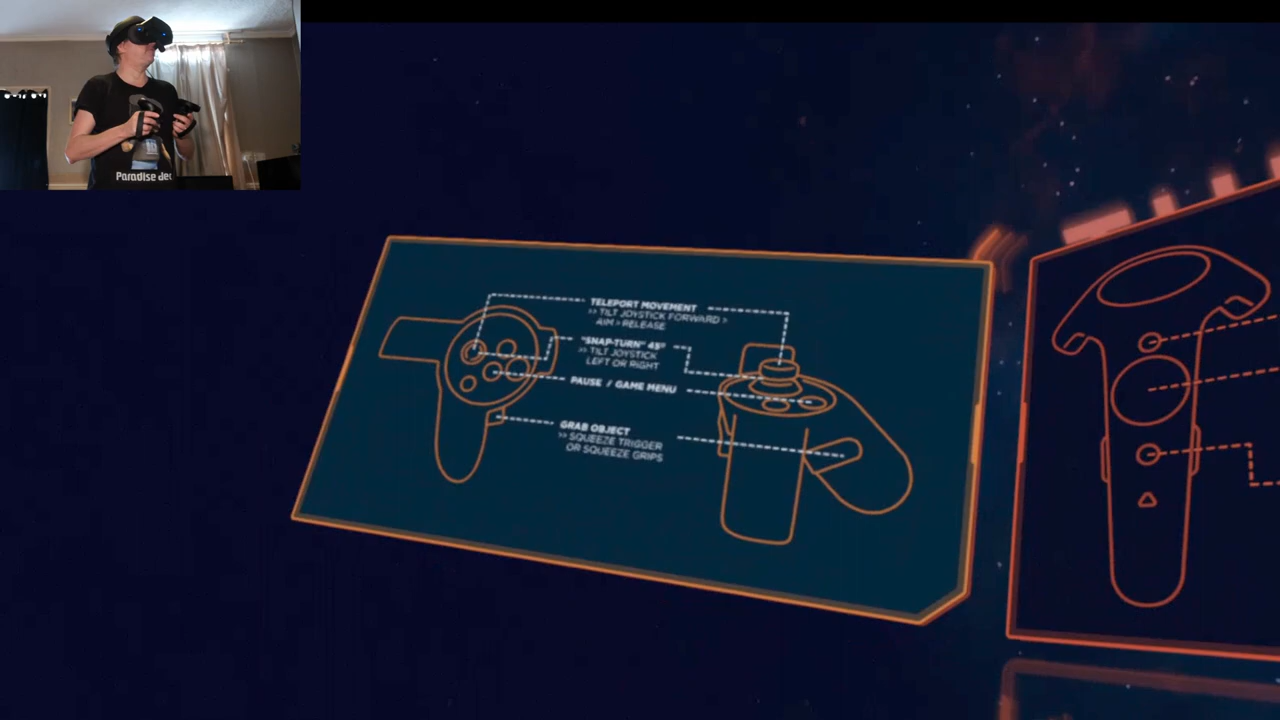 Paradise dec
TELEPORT MOVEMENT
>> TILT JOYSTICK FORWARD >
AIM > RELEASE
"SNAP-TURN" 45°
>> TILT JOYSTICK
LEFT OR RIGHT
PAUSE / GAME MENU
GRAB OBJECT
>> SQUEEZE TRIGGER
OR SQUEEZE GRIPS